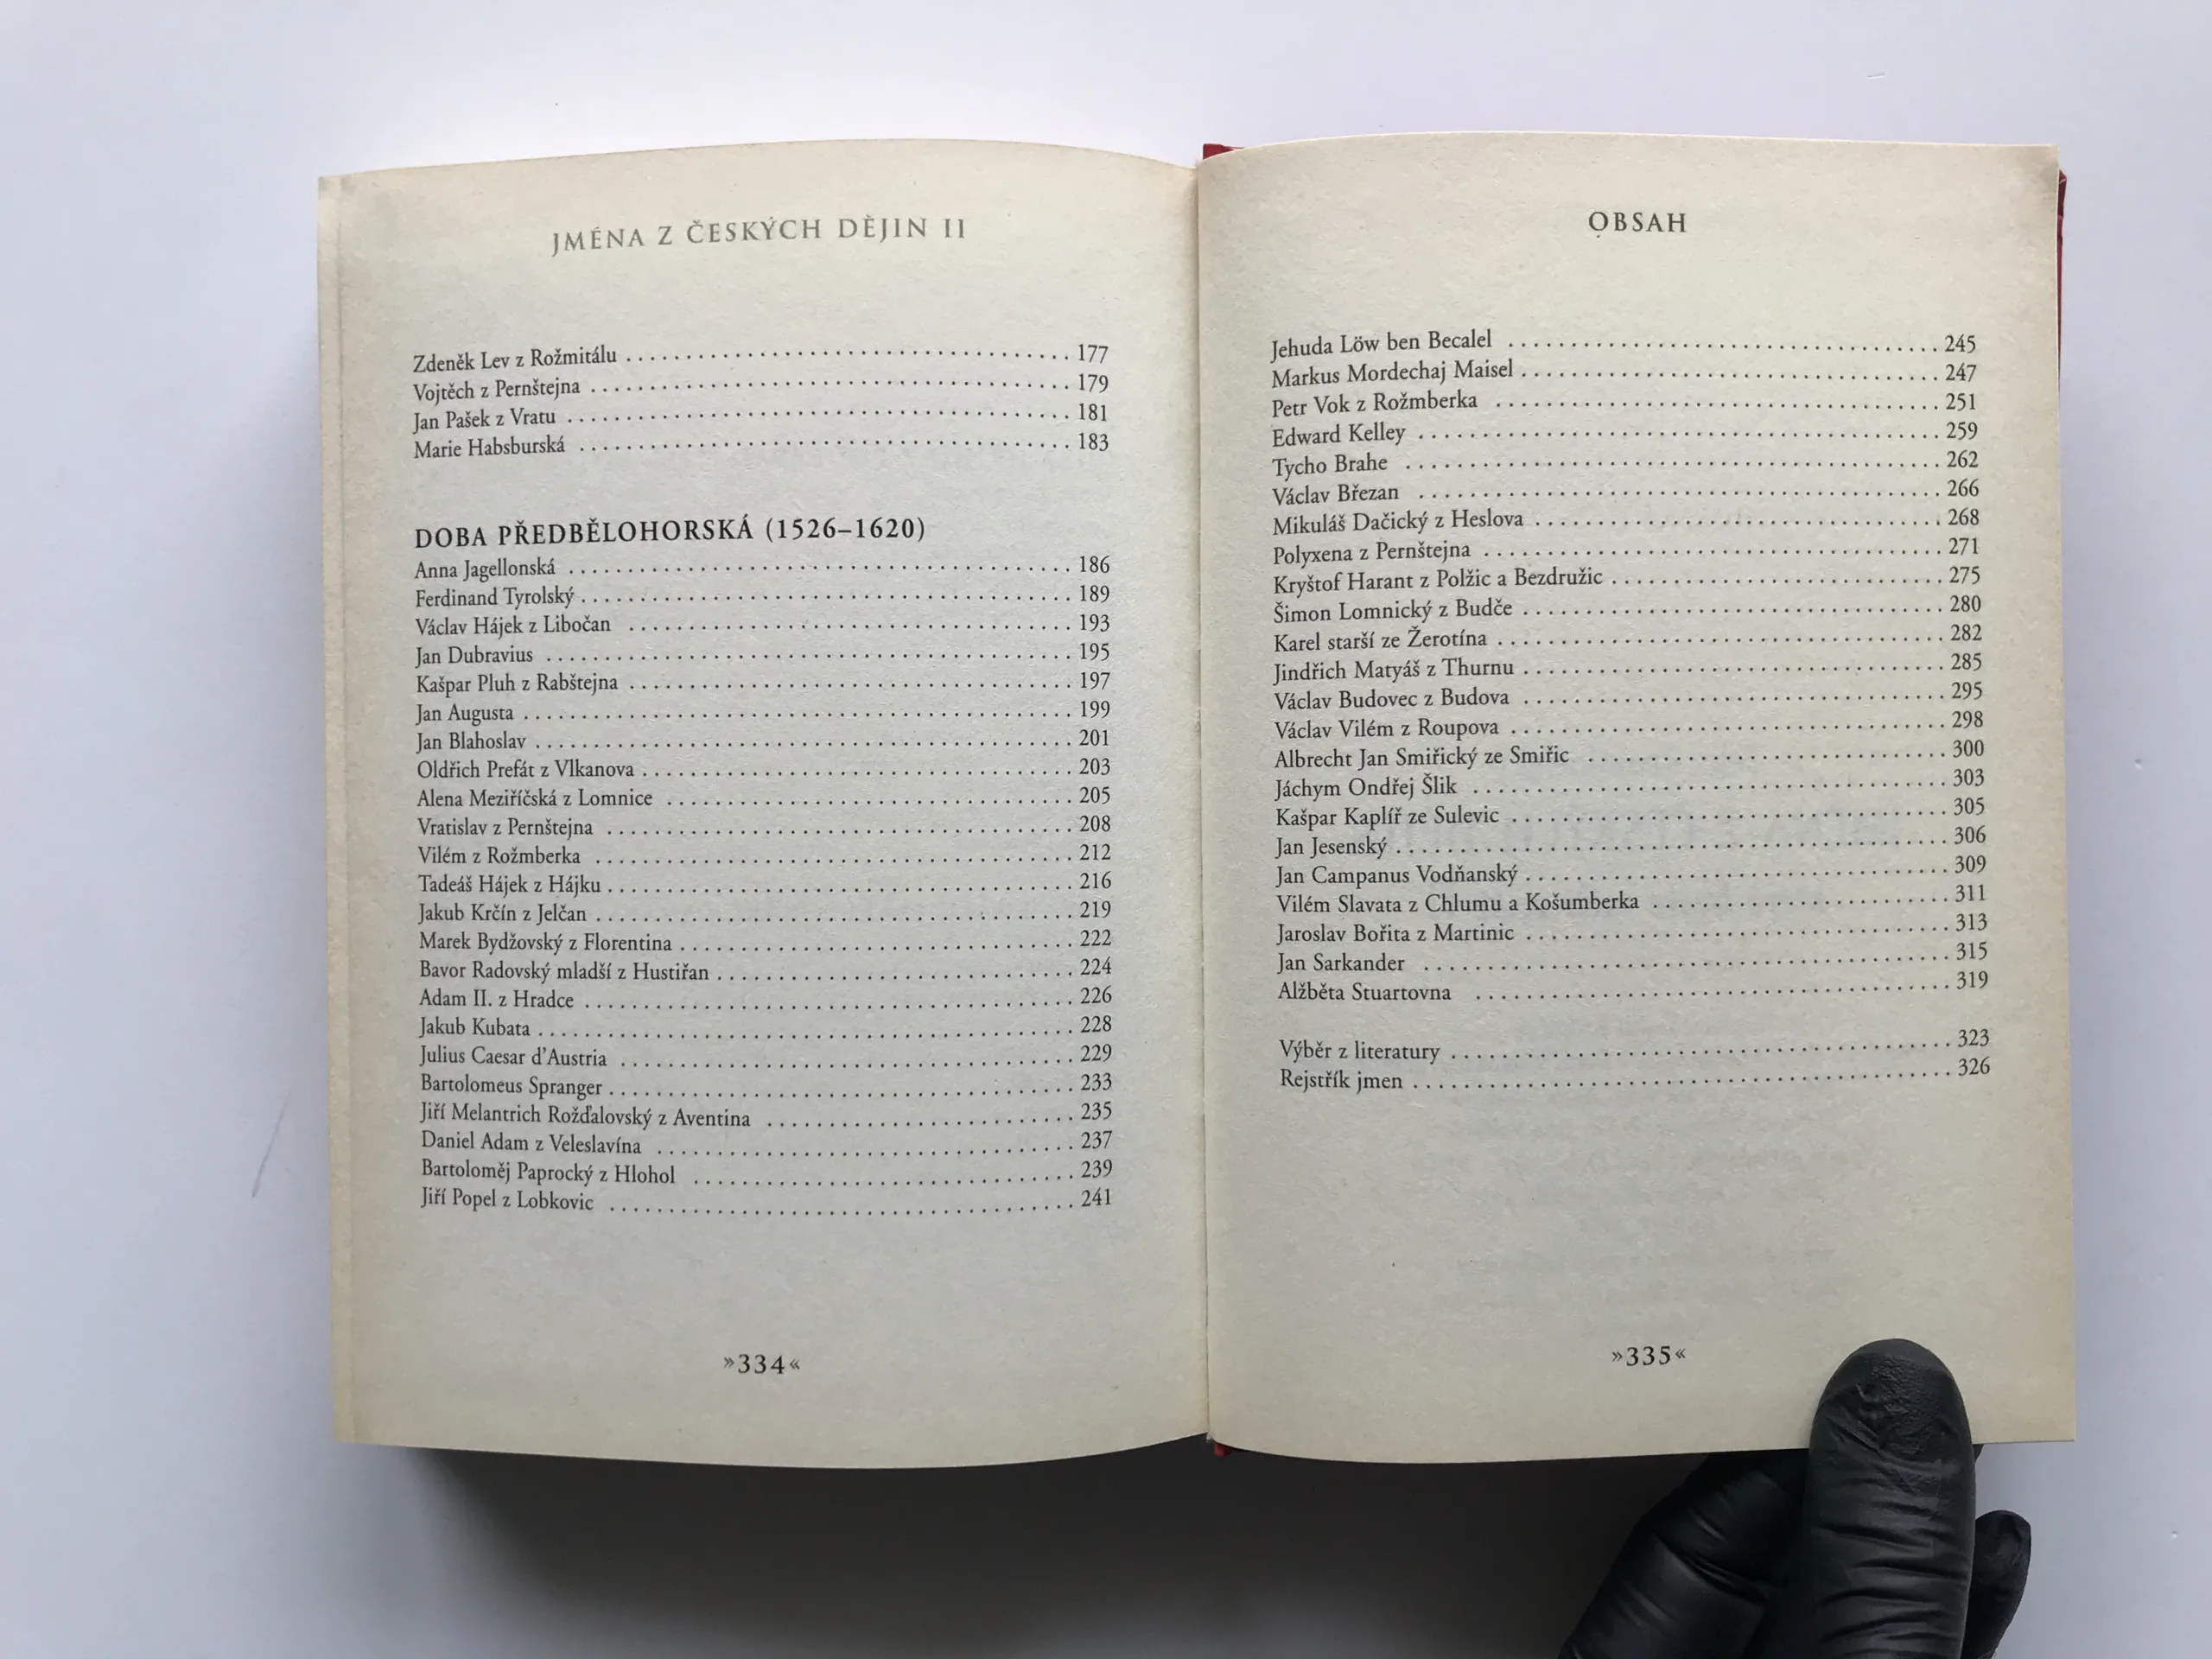 JMÉNA Z ČESKÝCH DĚJIN II
Zdeněk Lev z Rožmitálu . . . . . . . . . . . . . . . . . . . . 177
Vojtěch z Pernštejna . . . . . . . . . . . . . . . . . . . . 179
Jan Pašek z Vratu . . . . . . . . . . . . . . . . . . . . 181
Marie Habsburská . . . . . . . . . . . . . . . . . . . . 183
DOBA PŘEDBĚLOHORSKÁ (1526–1620)
Anna Jagellonská . . . . . . . . . . . . . . . . . . . . 186
Ferdinand Tyrolský . . . . . . . . . . . . . . . . . . . . 189
Václav Hájek z Libočan . . . . . . . . . . . . . . . . . . . . 193
Jan Dubravius . . . . . . . . . . . . . . . . . . . . 195
Kašpar Pluh z Rabštejna . . . . . . . . . . . . . . . . . . . . 197
Jan Augusta . . . . . . . . . . . . . . . . . . . . 199
Jan Blahoslav . . . . . . . . . . . . . . . . . . . . 201
Oldřich Prefát z Vlkanova . . . . . . . . . . . . . . . . . . . . 203
Alena Meziříčská z Lomnice . . . . . . . . . . . . . . . . . . . . 205
Vratislav z Pernštejna . . . . . . . . . . . . . . . . . . . . 208
Vilém z Rožmberka . . . . . . . . . . . . . . . . . . . . 212
Tadeáš Hájek z Hájku . . . . . . . . . . . . . . . . . . . . 216
Jakub Krčín z Jelčan . . . . . . . . . . . . . . . . . . . . 219
Marek Bydžovský z Florentina . . . . . . . . . . . . . . . . . . . . 222
Bavor Radovský mladší z Hustiřan . . . . . . . . . . . . . . . . . . . . 224
Adam II. z Hradce . . . . . . . . . . . . . . . . . . . . 226
Jakub Kubata . . . . . . . . . . . . . . . . . . . . 228
Julius Caesar d'Austria . . . . . . . . . . . . . . . . . . . . 229
Bartolomeus Spranger . . . . . . . . . . . . . . . . . . . . 233
Jiří Melantrich Rožďalovský z Aventina . . . . . . . . . . . . . . . . . . . . 235
Daniel Adam z Veleslavína . . . . . . . . . . . . . . . . . . . . 237
Bartoloměj Paprocký z Hlohol . . . . . . . . . . . . . . . . . . . . 239
Jiří Popel z Lobkovic . . . . . . . . . . . . . . . . . . . . 241
»334«
OBSAH
Jehuda Löw ben Becalel . . . . . . . . . . . . . . . . . . . . 245
Markus Mordechaj Maisel . . . . . . . . . . . . . . . . . . . . 247
Petr Vok z Rožmberka . . . . . . . . . . . . . . . . . . . . 251
Edward Kelley . . . . . . . . . . . . . . . . . . . . 259
Tycho Brahe . . . . . . . . . . . . . . . . . . . . 262
Václav Březan . . . . . . . . . . . . . . . . . . . . 266
Mikuláš Dačický z Heslova . . . . . . . . . . . . . . . . . . . . 268
Polyxena z Pernštejna . . . . . . . . . . . . . . . . . . . . 271
Kryštof Harant z Polžic a Bezdružic . . . . . . . . . . . . . . . . . . . . 275
Šimon Lomnický z Budče . . . . . . . . . . . . . . . . . . . . 280
Karel starší ze Žerotína . . . . . . . . . . . . . . . . . . . . 282
Jindřich Matyáš z Thurnu . . . . . . . . . . . . . . . . . . . . 285
Václav Budovec z Budova . . . . . . . . . . . . . . . . . . . . 295
Václav Vilém z Roupova . . . . . . . . . . . . . . . . . . . . 298
Albrecht Jan Smiřický ze Smiřic . . . . . . . . . . . . . . . . . . . . 300
Jáchym Ondřej Šlik . . . . . . . . . . . . . . . . . . . . 303
Kašpar Kaplíř ze Sulevic . . . . . . . . . . . . . . . . . . . . 305
Jan Jesenský . . . . . . . . . . . . . . . . . . . . 306
Jan Campanus Vodňanský . . . . . . . . . . . . . . . . . . . . 309
Vilém Slavata z Chlumu a Košumberka . . . . . . . . . . . . . . . . . . . . 311
Jaroslav Bořita z Martinic . . . . . . . . . . . . . . . . . . . . 313
Jan Sarkander . . . . . . . . . . . . . . . . . . . . 315
Alžběta Stuartovna . . . . . . . . . . . . . . . . . . . . 319
Výběr z literatury . . . . . . . . . . . . . . . . . . . . 323
Rejstřík jmen . . . . . . . . . . . . . . . . . . . . 326
»335«